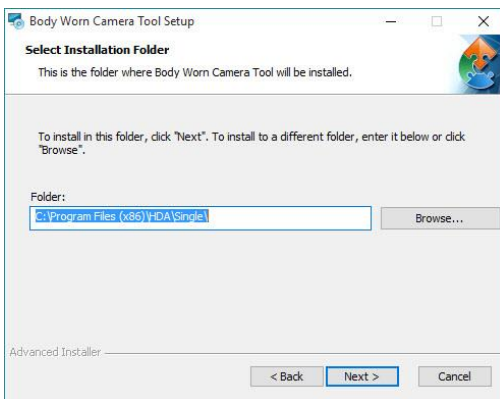 Body Worn Camera Tool Setup
Select Installation Folder
This is the folder where Body Worn Camera Tool will be installed.
To install in this folder, click "Next". To install to a different folder, enter it below or click
"Browse".
Folder:
C:\Program Files (x86)\HDA\Single\
Browse...
Advanced Installer
< Back
Next >
Cancel